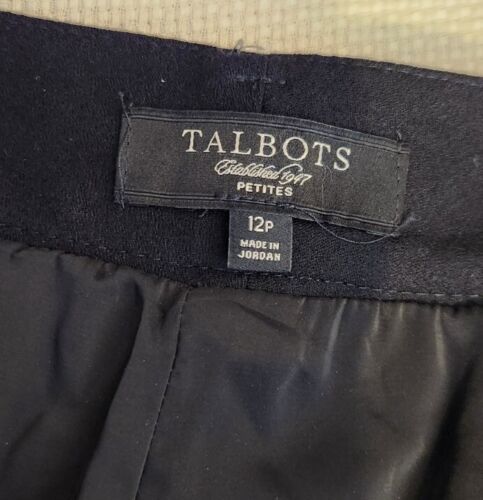 TALBOTS
Established 1947
PETITES
12P
MADE IN
JORDAN